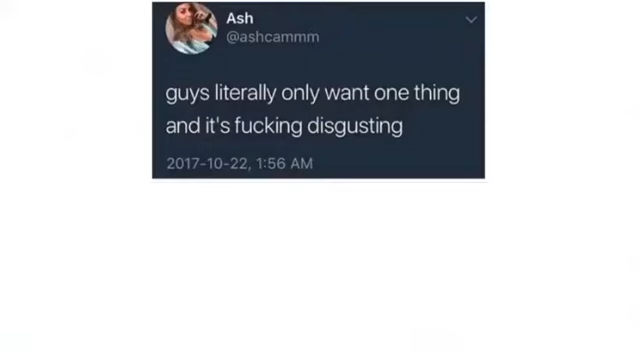 Ash
@ashcammm
guys literally only want one thing
and it's fucking disgusting
2017-10-22, 1:56 AM